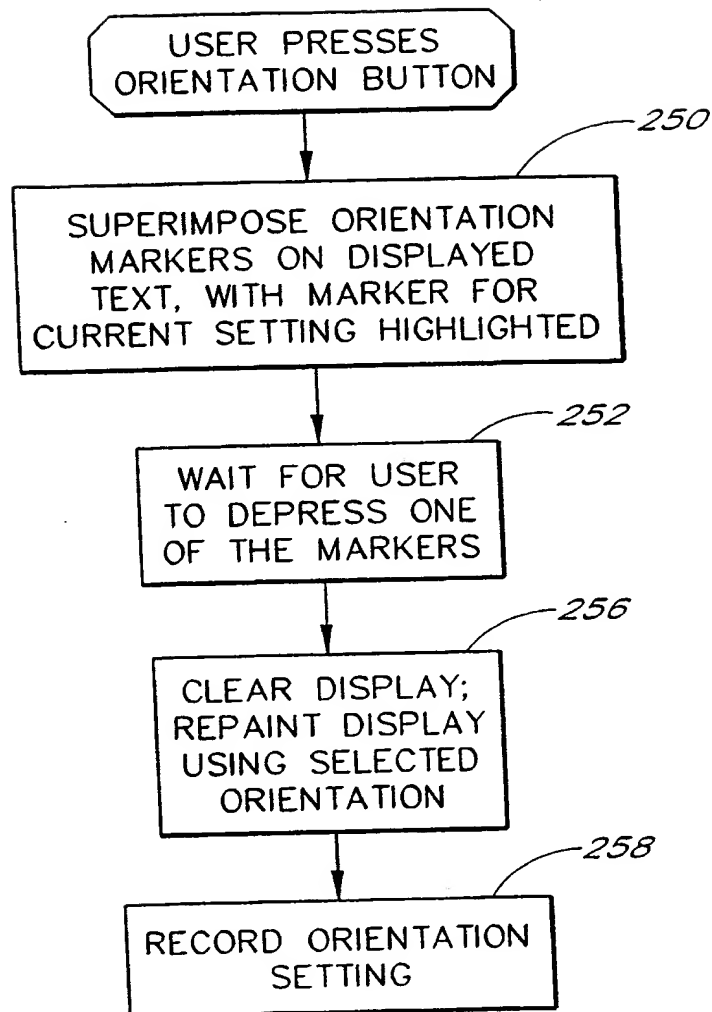 USER PRESSES
ORIENTATION BUTTON
250
SUPERIMPOSE ORIENTATION
MARKERS ON DISPLAYED
TEXT, WITH MARKER FOR
CURRENT SETTING HIGHLIGHTED
252
WAIT FOR USER
TO DEPRESS ONE
OF THE MARKERS
256
CLEAR DISPLAY;
REPAINT DISPLAY
USING SELECTED
ORIENTATION
258
RECORD ORIENTATION
SETTING